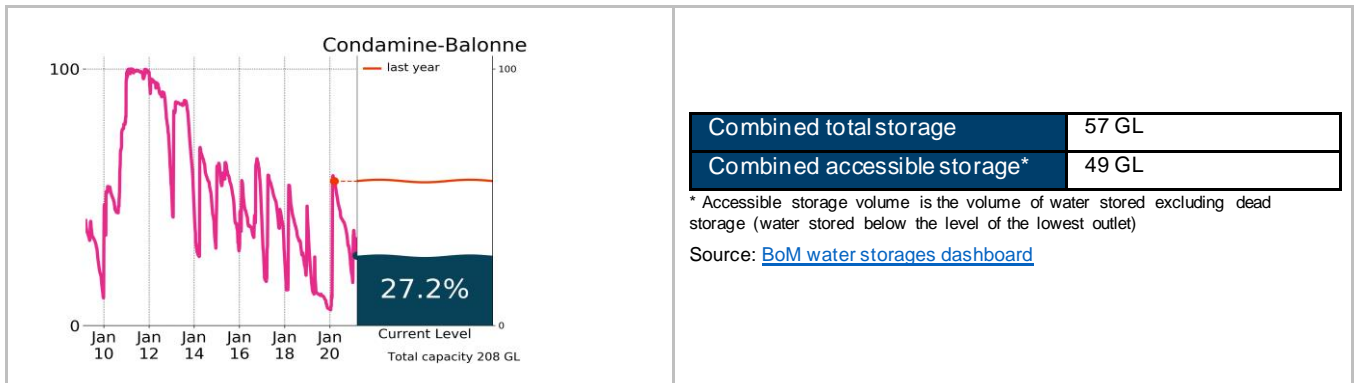 Condamine-Balonne
100
last year
100
27.2%
0
0
Jan Jan Jan Jan Jan Jan
10 12 14 16 18 20
Current Level
Total capacity 208 GL
Combined total storage 57 GL
Combined accessible storage* 49 GL
* Accessible storage volume is the volume of water stored excluding dead
storage (water stored below the level of the lowest outlet)
Source: BoM water storages dashboard